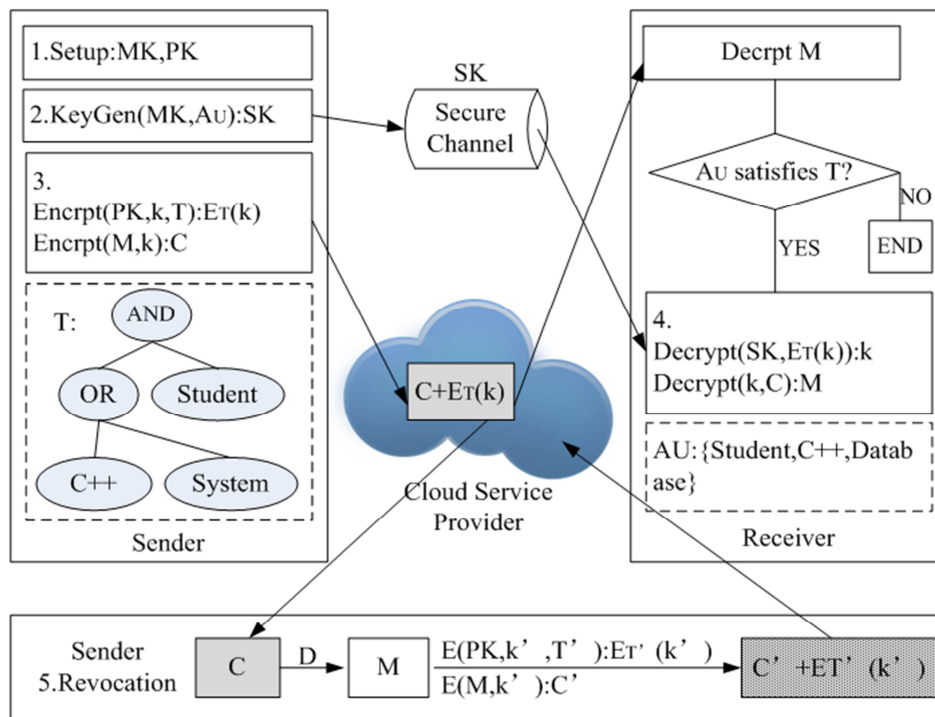 1.Setup:MK,PK
2.KeyGen(MK,AU):SK
3.
Encrpt(PK,k,T):ET(k)
Encrpt(M,k):C
T:
AND
OR
Student
C++
System
Sender
SK
Secure
Channel
C+ET(k)
Cloud Service
Provider
Decrpt M
AU satisfies T?
NO
END
YES
4.
Decrypt(SK,ET(k)):k
Decrypt(k,C):M
AU:{Student,C++,Datab
ase}
Receiver
Sender
5.Revocation
C
D
M
E(PK,k’,T’):ET’(k’)
E(M,k’):C’
C’+ET’(k’)